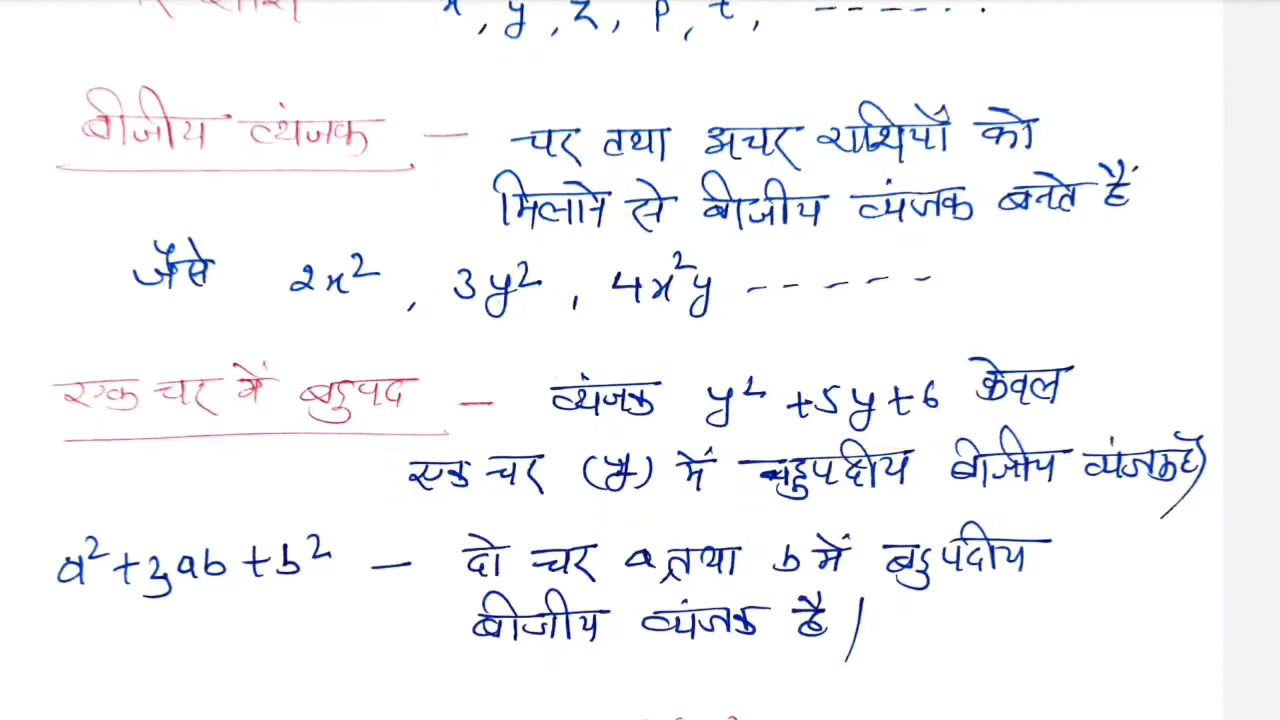 x, y, z, p, t, ------.
बीजीय व्यंजक - चर तथा अचर राशियों को
मिलाने से बीजीय व्यंजक बनते हैं
जैसे 2x², 3y², 4x²y -----
एक चर में बहुपद - व्यंजक y² + 5y + 6 केवल
एक चर (y) में बहुपदीय बीजीय व्यंजक है।
a² + 3ab + b² - दो चर a तथा b में बहुपदीय
बीजीय व्यंजक है।